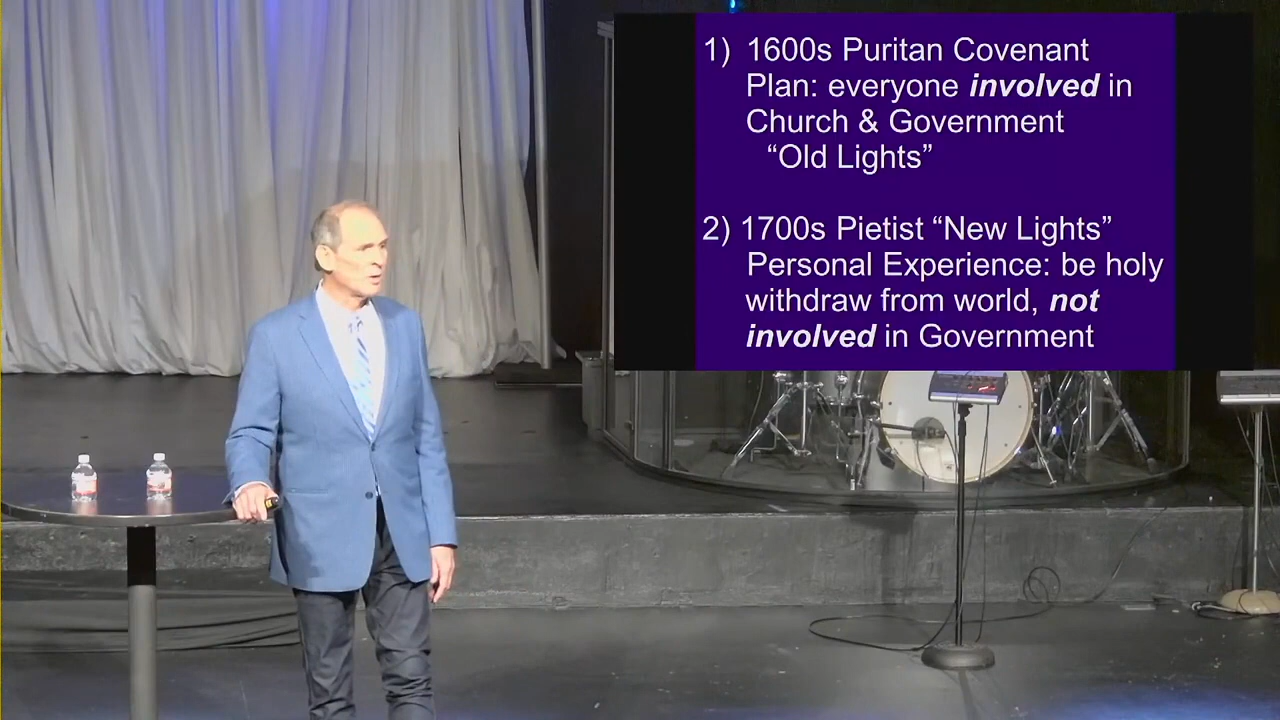 1) 1600s Puritan Covenant
Plan: everyone involved in
Church & Government
“Old Lights”
2) 1700s Pietist “New Lights”
Personal Experience: be holy
withdraw from world, not
involved in Government